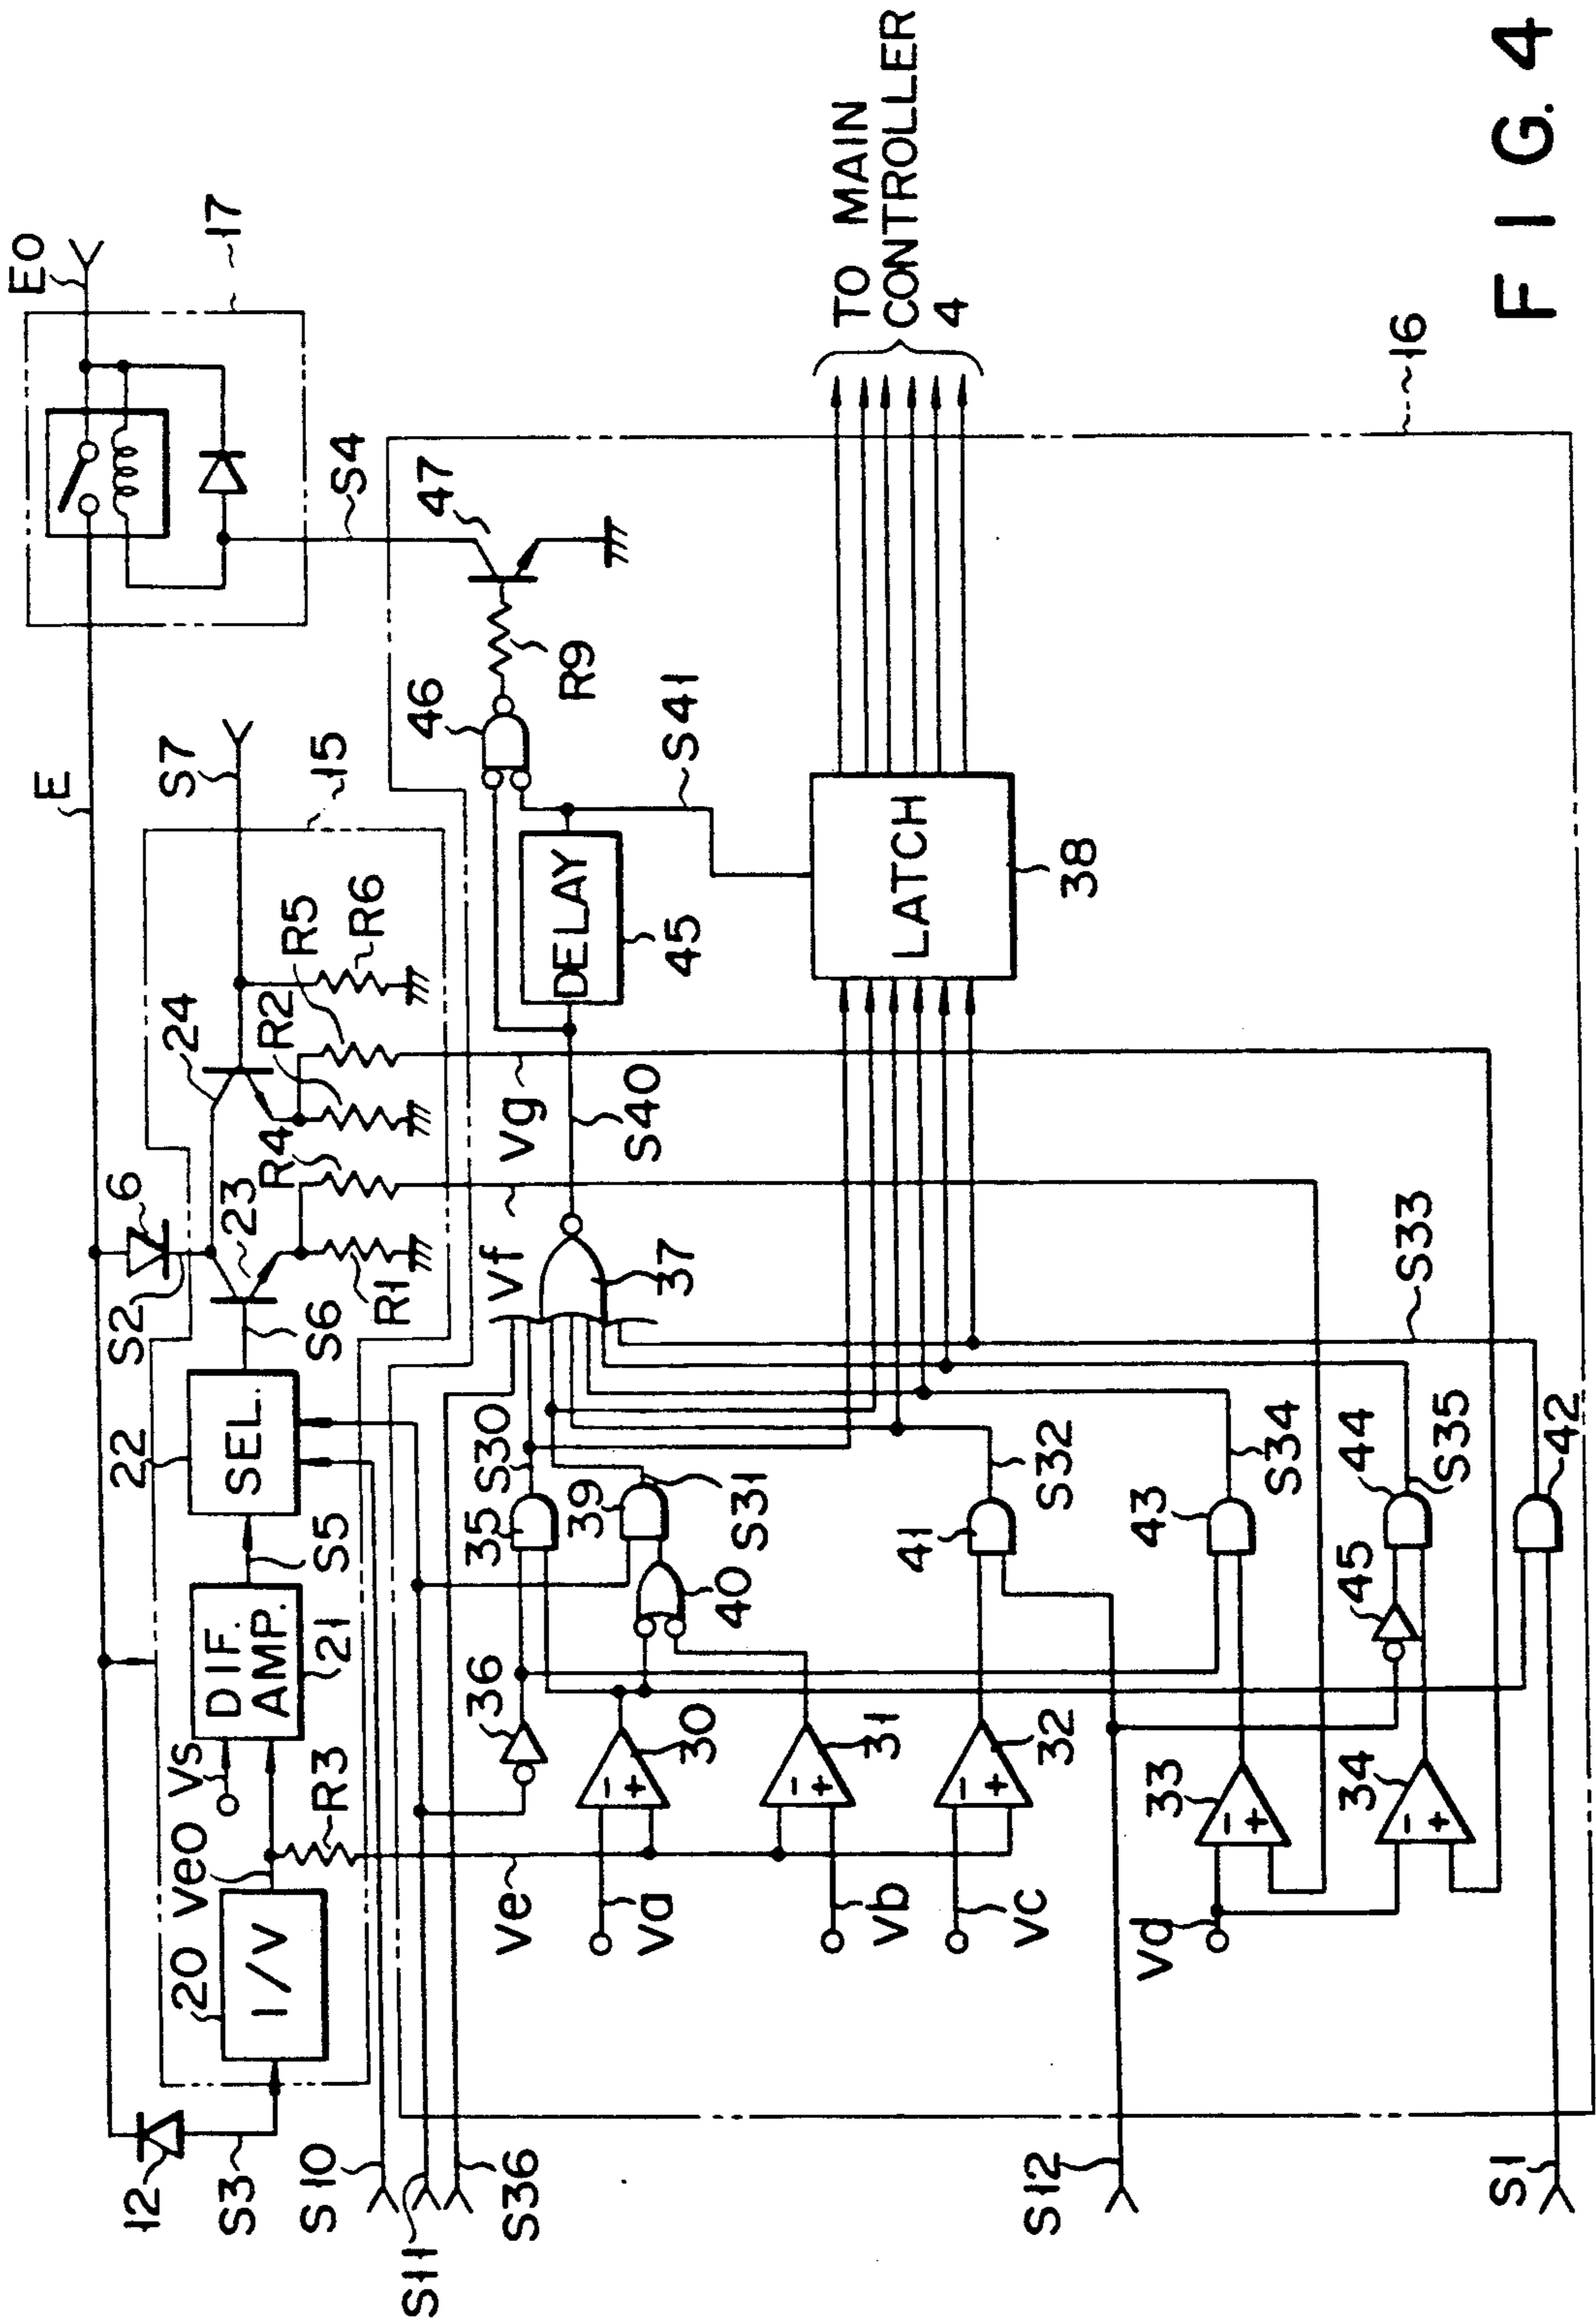 E0
17
E
S7
15
S4
47
S2
6
24
R5
R6
R2
R4
23
R1
S6
22
SEL.
S5
DIF.
AMP.
21
Vs
Ve0
R3
20
I/V
12
S3
S10
S11
S36
S12
S1
Ve
Va
Vb
Vc
Vd
36
30
31
32
33
34
-
+
-
+
-
+
-
+
-
+
35
S30
39
S31
40
41
S32
43
S34
45
44
S35
42
S33
Vf
Vg
37
S40
DELAY
45
46
R9
S41
LATCH
38
TO MAIN
CONTROLLER
4
16
FIG. 4